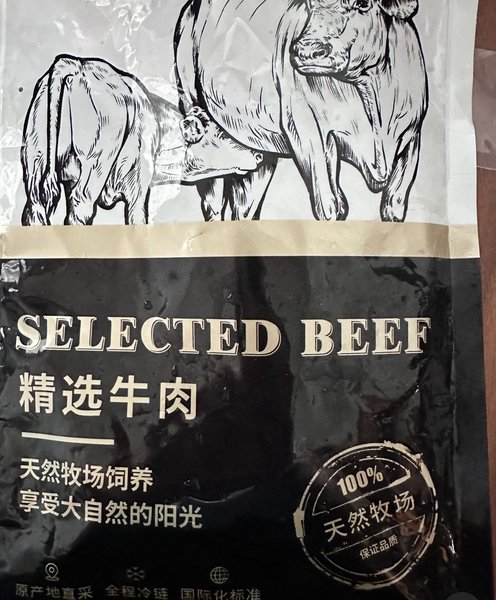 SELECTED BEEF
精选牛肉
天然牧场饲养
享受大自然的阳光
100%
天然牧场
保证品质
原产地直采 全程冷链 国际化标准